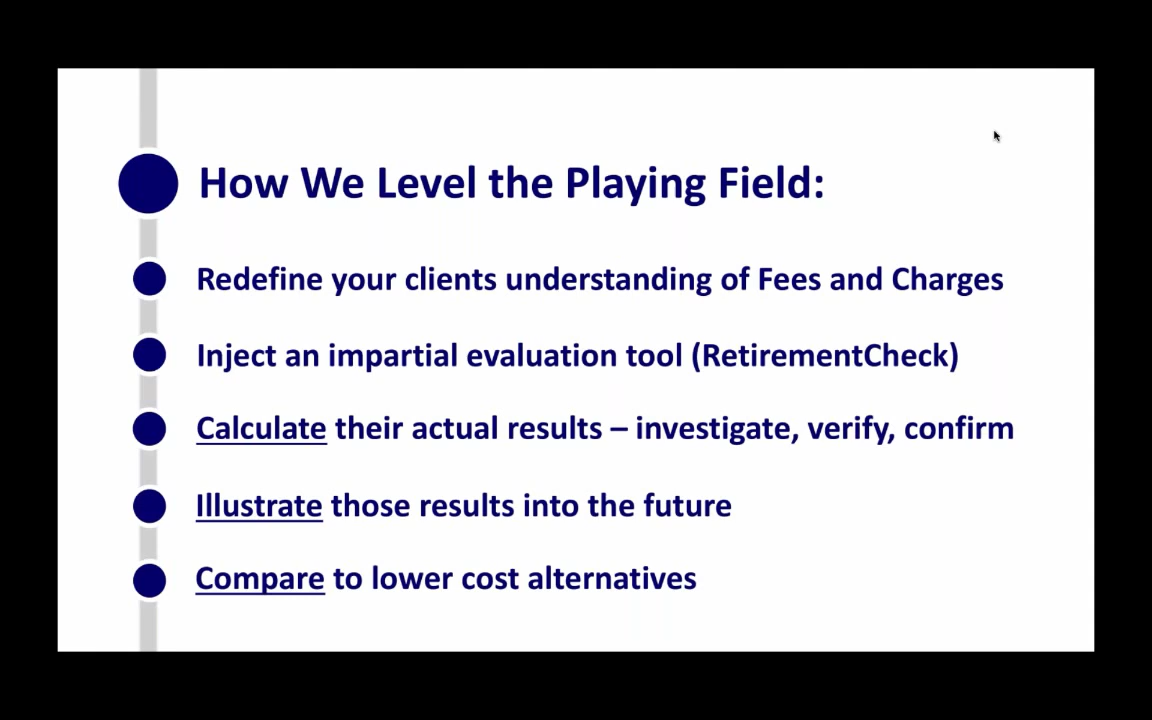 How We Level the Playing Field:
Redefine your clients understanding of Fees and Charges
Inject an impartial evaluation tool (RetirementCheck)
Calculate their actual results – investigate, verify, confirm
Illustrate those results into the future
Compare to lower cost alternatives